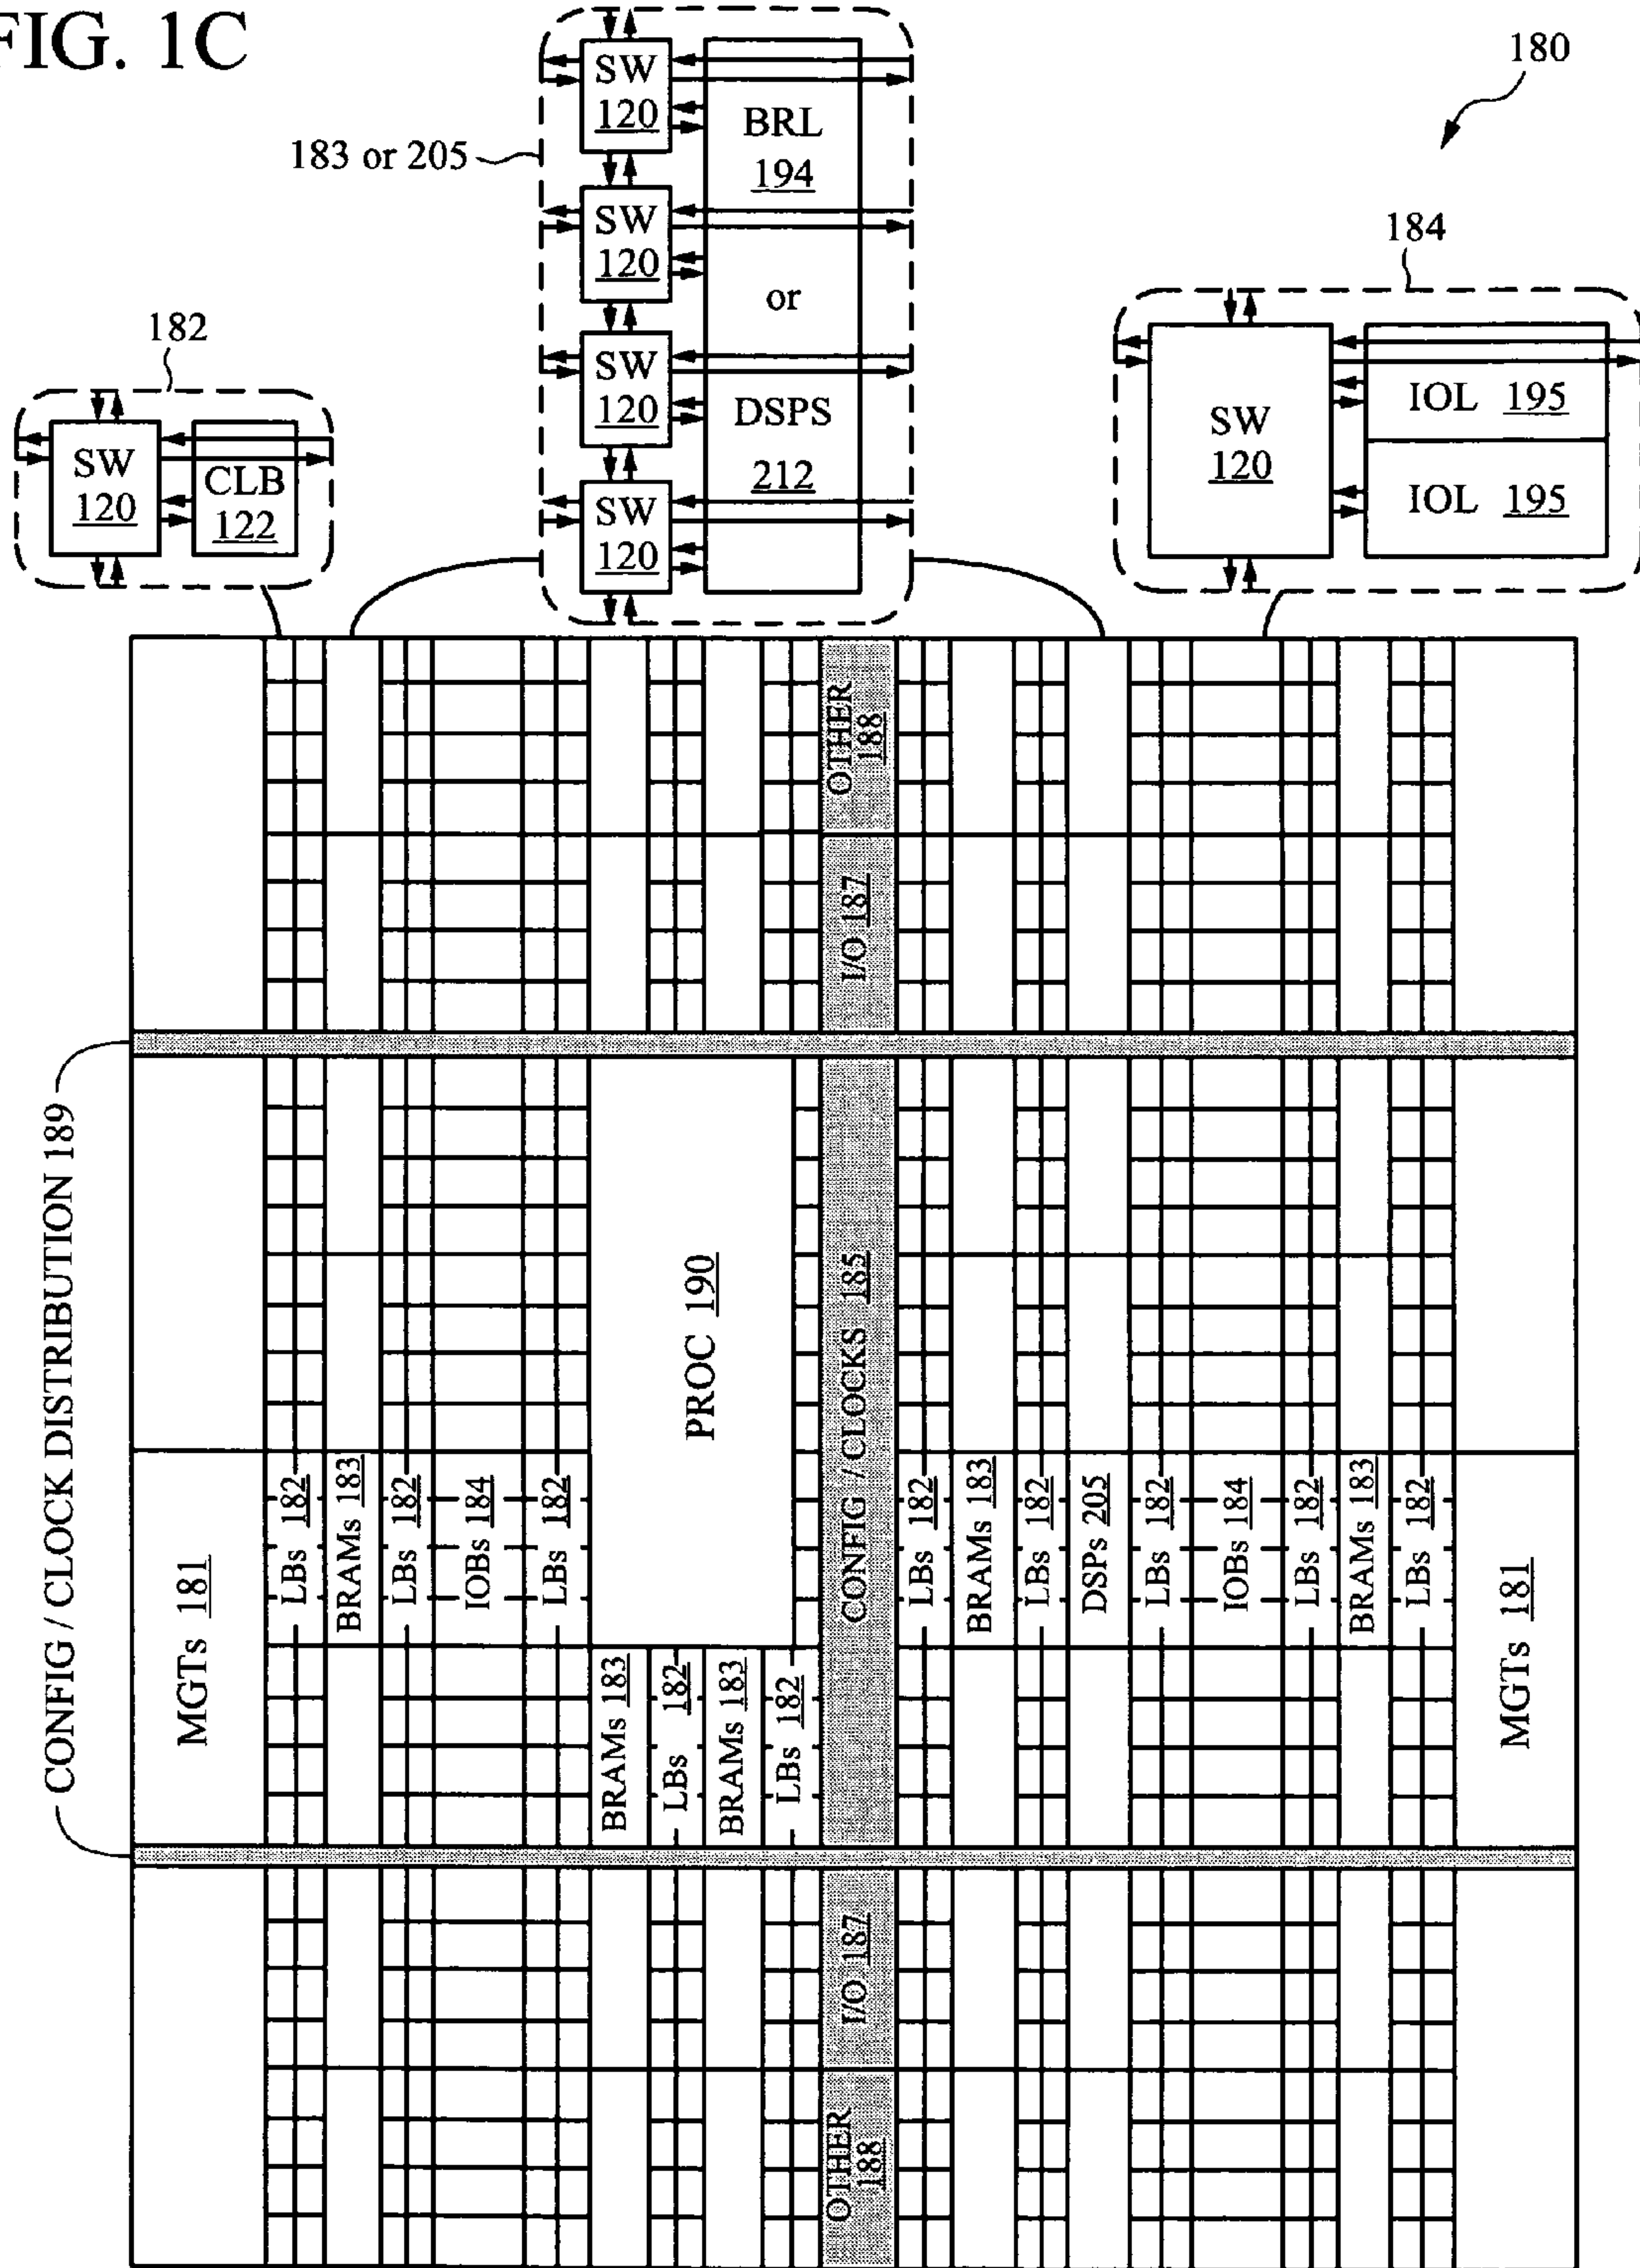 FIG. 1C
180
183 or 205
SW
120
SW
120
SW
120
SW
120
BRL
194
or
DSPS
212
184
SW
120
IOL 195
IOL 195
182
SW
120
CLB
122
OTHER
188
I/O 187
CONFIG / CLOCK DISTRIBUTION 189
PROC 190
CONFIG / CLOCKS 185
MGTs 181
LBs 182
BRAMs 183
LBs 182
IOBs 184
LBs 182
BRAMs 183
LBs 182
BRAMs 183
LBs 182
LBs 182
BRAMs 183
LBs 182
DSPs 205
LBs 182
IOBs 184
LBs 182
BRAMs 183
LBs 182
MGTs 181
I/O 187
OTHER
188